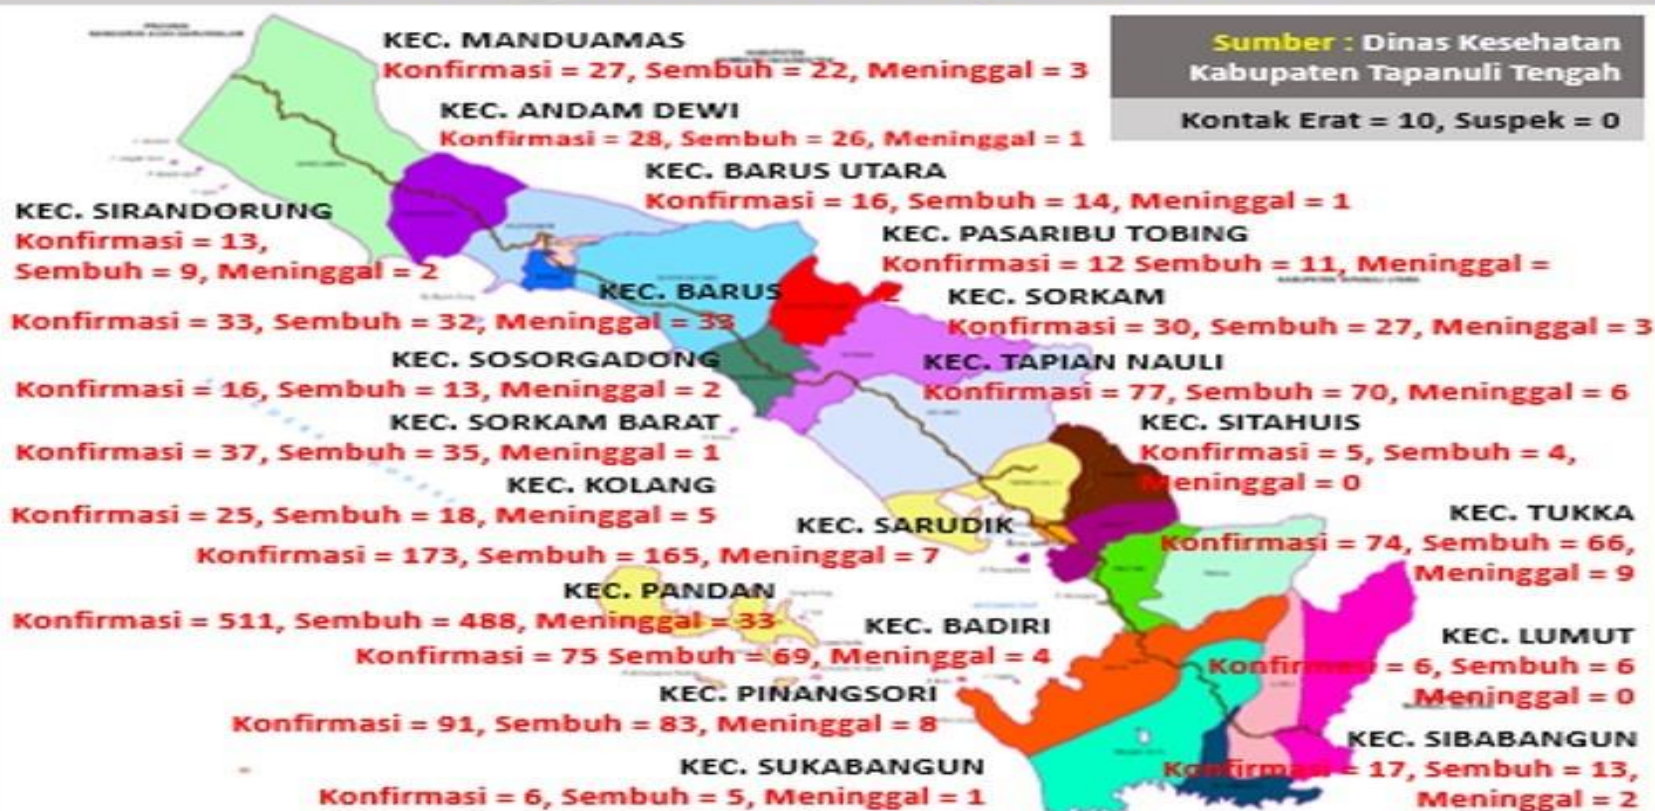 KEC. MANDUAMAS
Konfirmasi = 27, Sembuh = 22, Meninggal = 3
Sumber : Dinas Kesehatan
Kabupaten Tapanuli Tengah
Kontak Erat = 10, Suspek = 0
KEC. ANDAM DEWI
Konfirmasi = 28, Sembuh = 26, Meninggal = 1
KEC. BARUS UTARA
Konfirmasi = 16, Sembuh = 14, Meninggal = 1
KEC. SIRANDORUNG
Konfirmasi = 13,
Sembuh = 9, Meninggal = 2
KEC. PASARIBU TOBING
Konfirmasi = 12 Sembuh = 11, Meninggal =
2
KEC. BARUS
Konfirmasi = 33, Sembuh = 32, Meninggal = 33
KEC. SORKAM
Konfirmasi = 30, Sembuh = 27, Meninggal = 3
KEC. SOSORGADONG
Konfirmasi = 16, Sembuh = 13, Meninggal = 2
KEC. TAPIAN NAULI
Konfirmasi = 77, Sembuh = 70, Meninggal = 6
KEC. SORKAM BARAT
Konfirmasi = 37, Sembuh = 35, Meninggal = 1
KEC. SITAHUIS
Konfirmasi = 5, Sembuh = 4,
Meninggal = 0
KEC. KOLANG
Konfirmasi = 25, Sembuh = 18, Meninggal = 5
KEC. SARUDIK
Konfirmasi = 173, Sembuh = 165, Meninggal = 7
KEC. TUKKA
Konfirmasi = 74, Sembuh = 66,
Meninggal = 9
KEC. PANDAN
Konfirmasi = 511, Sembuh = 488, Meninggal = 33
KEC. BADIRI
Konfirmasi = 75 Sembuh = 69, Meninggal = 4
KEC. LUMUT
Konfirmasi = 6, Sembuh = 6
Meninggal = 0
KEC. PINANGSORI
Konfirmasi = 91, Sembuh = 83, Meninggal = 8
KEC. SIBABANGUN
Konfirmasi = 17, Sembuh = 13,
Meninggal = 2
KEC. SUKABANGUN
Konfirmasi = 6, Sembuh = 5, Meninggal = 1